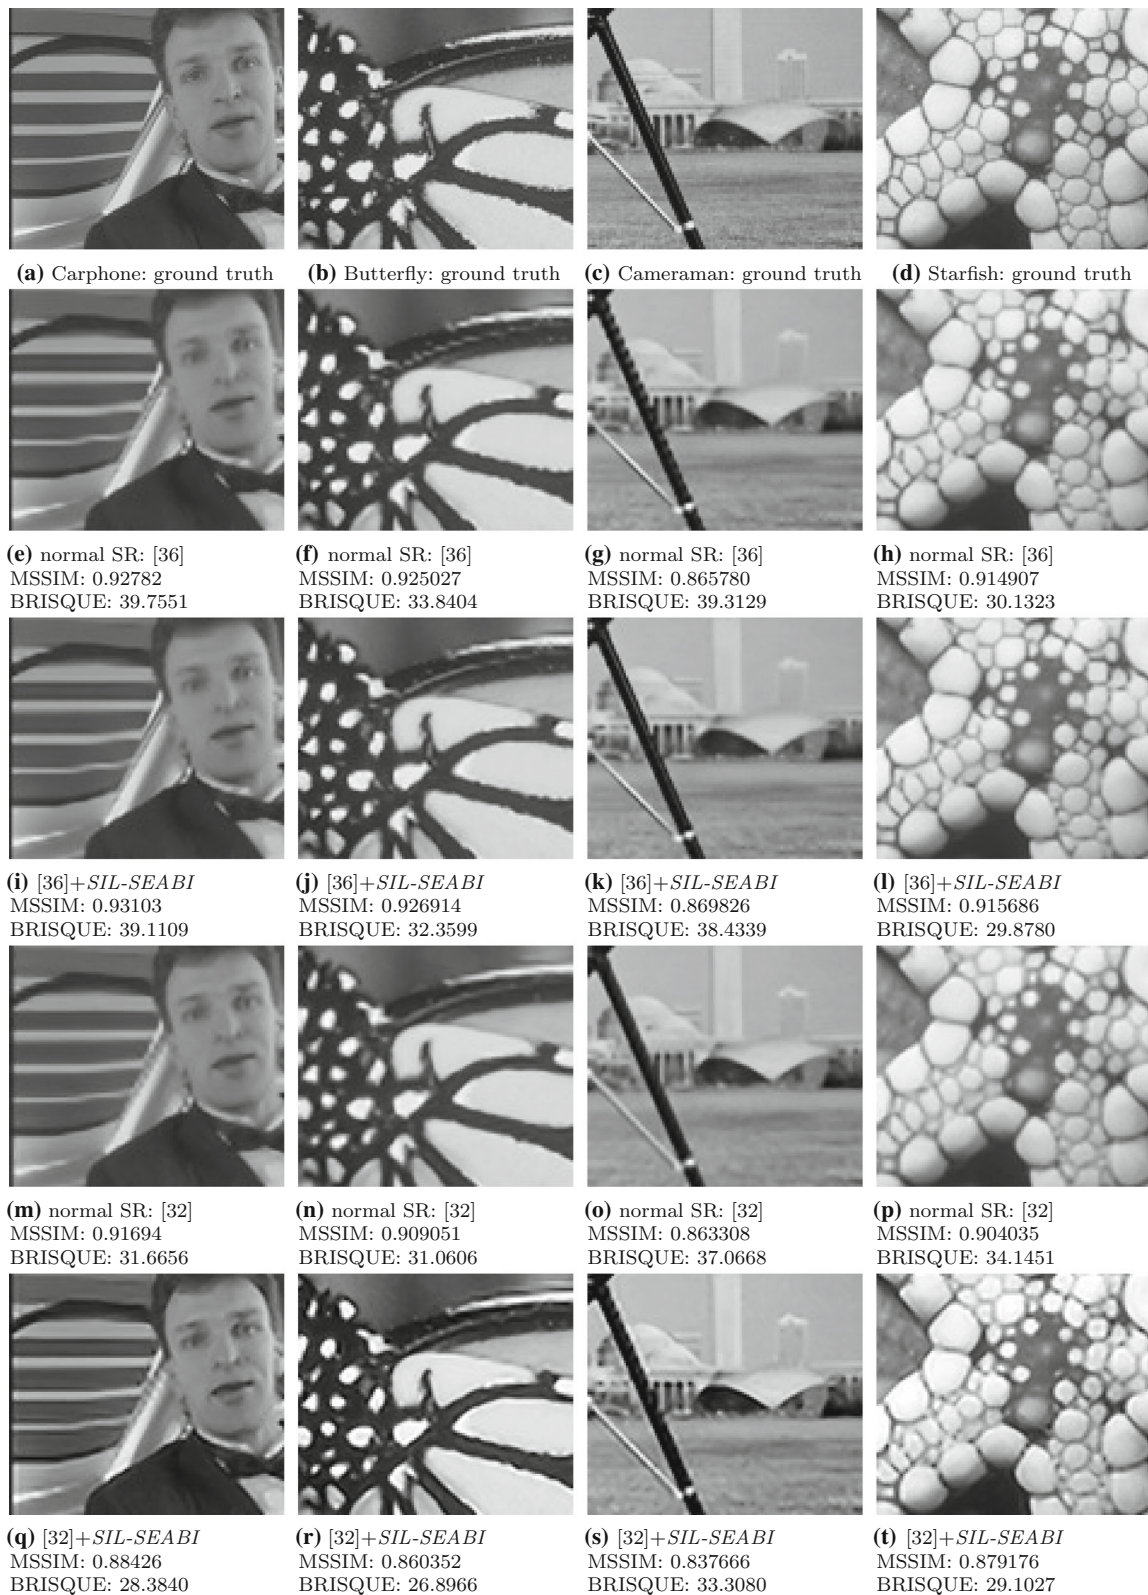 (a) Carphone: ground truth
(b) Butterfly: ground truth
(c) Cameraman: ground truth
(d) Starfish: ground truth
(e) normal SR: [36]
MSSIM: 0.92782
BRISQUE: 39.7551
(f) normal SR: [36]
MSSIM: 0.925027
BRISQUE: 33.8404
(g) normal SR: [36]
MSSIM: 0.865780
BRISQUE: 39.3129
(h) normal SR: [36]
MSSIM: 0.914907
BRISQUE: 30.1323
(i) [36]+SIL-SEABI
MSSIM: 0.93103
BRISQUE: 39.1109
(j) [36]+SIL-SEABI
MSSIM: 0.926914
BRISQUE: 32.3599
(k) [36]+SIL-SEABI
MSSIM: 0.869826
BRISQUE: 38.4339
(l) [36]+SIL-SEABI
MSSIM: 0.915686
BRISQUE: 29.8780
(m) normal SR: [32]
MSSIM: 0.91694
BRISQUE: 31.6656
(n) normal SR: [32]
MSSIM: 0.909051
BRISQUE: 31.0606
(o) normal SR: [32]
MSSIM: 0.863308
BRISQUE: 37.0668
(p) normal SR: [32]
MSSIM: 0.904035
BRISQUE: 34.1451
(q) [32]+SIL-SEABI
MSSIM: 0.88426
BRISQUE: 28.3840
(r) [32]+SIL-SEABI
MSSIM: 0.860352
BRISQUE: 26.8966
(s) [32]+SIL-SEABI
MSSIM: 0.837666
BRISQUE: 33.3080
(t) [32]+SIL-SEABI
MSSIM: 0.879176
BRISQUE: 29.1027